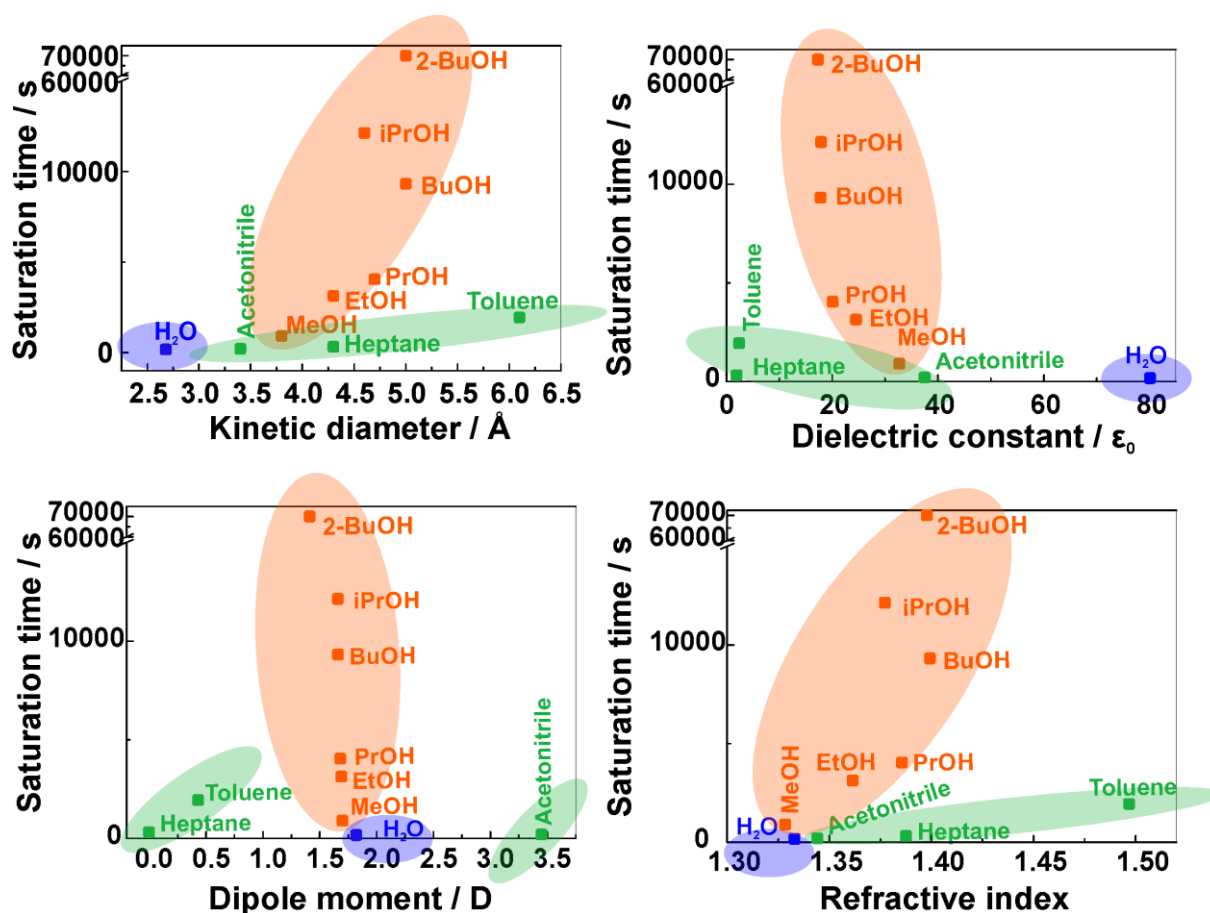 Saturation time / s
70000
60000
10000
0
2-BuOH
iPrOH
BuOH
PrOH
EtOH
MeOH
Toluene
Heptane
Acetonitrile
H₂O
2.5 3.0 3.5 4.0 4.5 5.0 5.5 6.0 6.5
Kinetic diameter / Å
Saturation time / s
70000
60000
10000
0
2-BuOH
iPrOH
BuOH
PrOH
EtOH
MeOH
Toluene
Heptane
Acetonitrile
H₂O
0 20 40 60 80
Dielectric constant / ε₀
Saturation time / s
70000
60000
10000
0
2-BuOH
iPrOH
BuOH
PrOH
EtOH
MeOH
Toluene
Heptane
Acetonitrile
H₂O
0.0 0.5 1.0 1.5 2.0 2.5 3.0 3.5
Dipole moment / D
Saturation time / s
70000
60000
10000
0
2-BuOH
iPrOH
BuOH
PrOH
EtOH
MeOH
Toluene
Heptane
Acetonitrile
H₂O
1.30 1.35 1.40 1.45 1.50
Refractive index